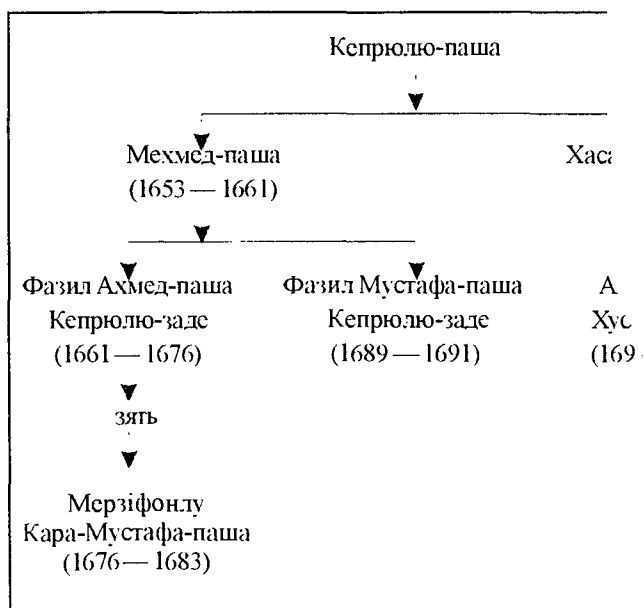 Кепрюлю-паша
Мехмед-паша
(1653 — 1661)
Фазил Ахмед-паша
Кепрюлю-заде
(1661 — 1676)
Фазил Мустафа-паша
Кепрюлю-заде
(1689 — 1691)
зять
Мерзіфонлу
Кара-Мустафа-паша
(1676 — 1683)